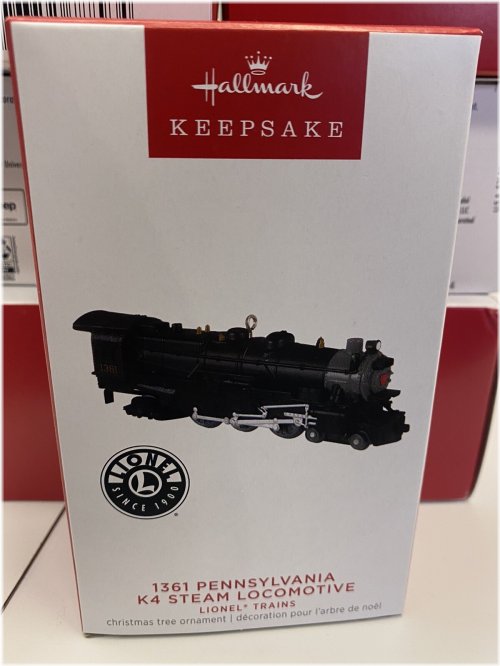 Hallmark
KEEPSAKE
1361
LIONEL
L
SINCE 1900
1361 PENNSYLVANIA
K4 STEAM LOCOMOTIVE
LIONEL® TRAINS
christmas tree ornament | décoration pour l'arbre de noël